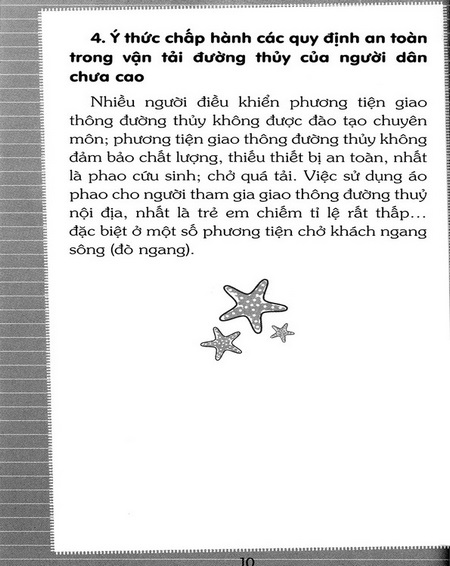 4. Ý thức chấp hành các quy định an toàn
trong vận tải đường thủy của người dân
chưa cao
Nhiều người điều khiển phương tiện giao
thông đường thủy không được đào tạo chuyên
môn; phương tiện giao thông đường thủy không
đảm bảo chất lượng, thiếu thiết bị an toàn, nhất
là phao cứu sinh; chở quá tải. Việc sử dụng áo
phao cho người tham gia giao thông đường thuỷ
nội địa, nhất là trẻ em chiếm tỉ lệ rất thấp...
đặc biệt ở một số phương tiện chở khách ngang
sông (đò ngang).
10